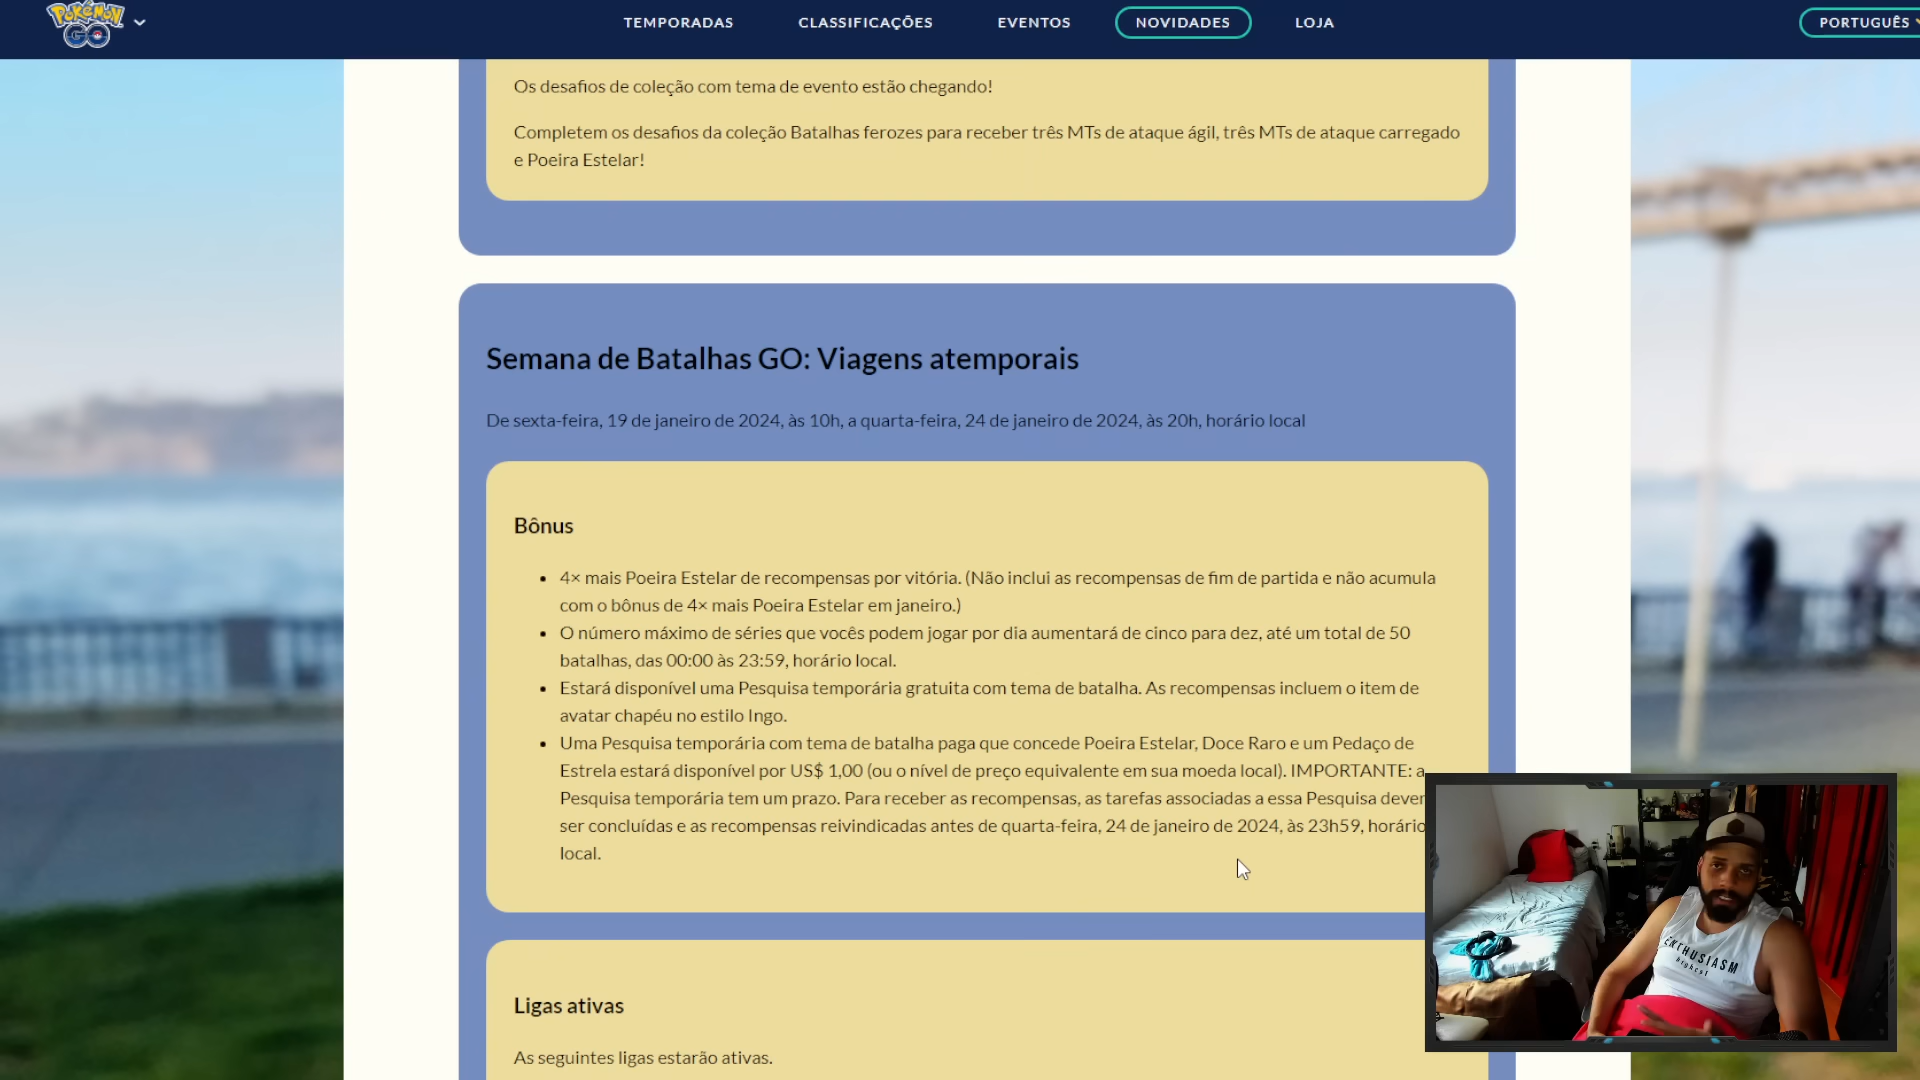 Pokémon GO
TEMPORADAS
CLASSIFICAÇÕES
EVENTOS
NOVIDADES
LOJA
PORTUGUÊS
Os desafios de coleção com tema de evento estão chegando!
Completem os desafios da coleção Batalhas ferozes para receber três MTs de ataque ágil, três MTs de ataque carregado
e Poeira Estelar!
Semana de Batalhas GO: Viagens atemporais
De sexta-feira, 19 de janeiro de 2024, às 10h, a quarta-feira, 24 de janeiro de 2024, às 20h, horário local
Bônus
• 4× mais Poeira Estelar de recompensas por vitória. (Não inclui as recompensas de fim de partida e não acumula
com o bônus de 4× mais Poeira Estelar em janeiro.)
• O número máximo de séries que vocês podem jogar por dia aumentará de cinco para dez, até um total de 50
batalhas, das 00:00 às 23:59, horário local.
• Estará disponível uma Pesquisa temporária gratuita com tema de batalha. As recompensas incluem o item de
avatar chapéu no estilo Ingo.
• Uma Pesquisa temporária com tema de batalha paga que concede Poeira Estelar, Doce Raro e um Pedaço de
Estrela estará disponível por US$ 1,00 (ou o nível de preço equivalente em sua moeda local). IMPORTANTE: a
Pesquisa temporária tem um prazo. Para receber as recompensas, as tarefas associadas a essa Pesquisa dever
ser concluídas e as recompensas reivindicadas antes de quarta-feira, 24 de janeiro de 2024, às 23h59, horário
local.
Ligas ativas
As seguintes ligas estarão ativas.
ENTHUSIASM
highest